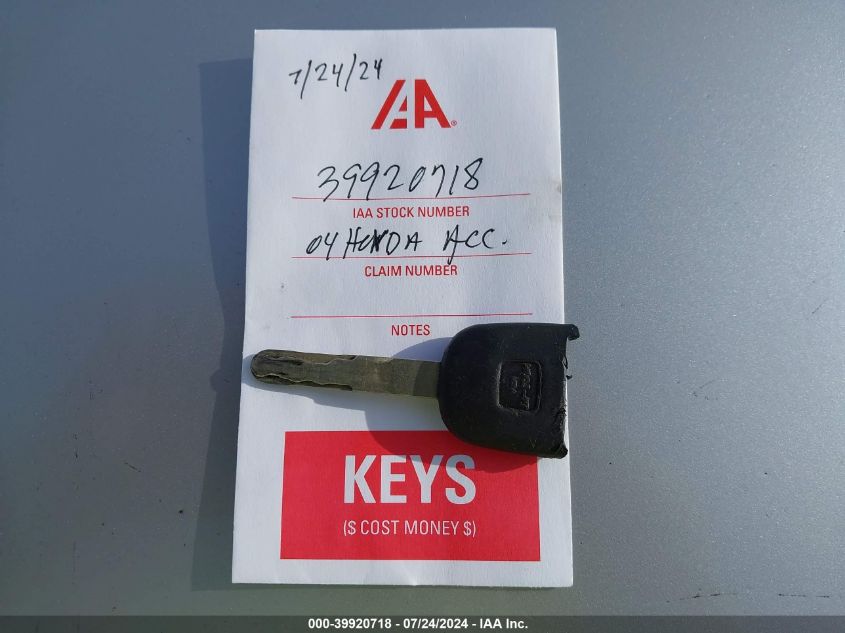 7/24/24
IAA®
39920718
IAA STOCK NUMBER
04 HONDA ACC.
CLAIM NUMBER
NOTES
KEYS
($ COST MONEY $)
000-39920718 - 07/24/2024 - IAA Inc.